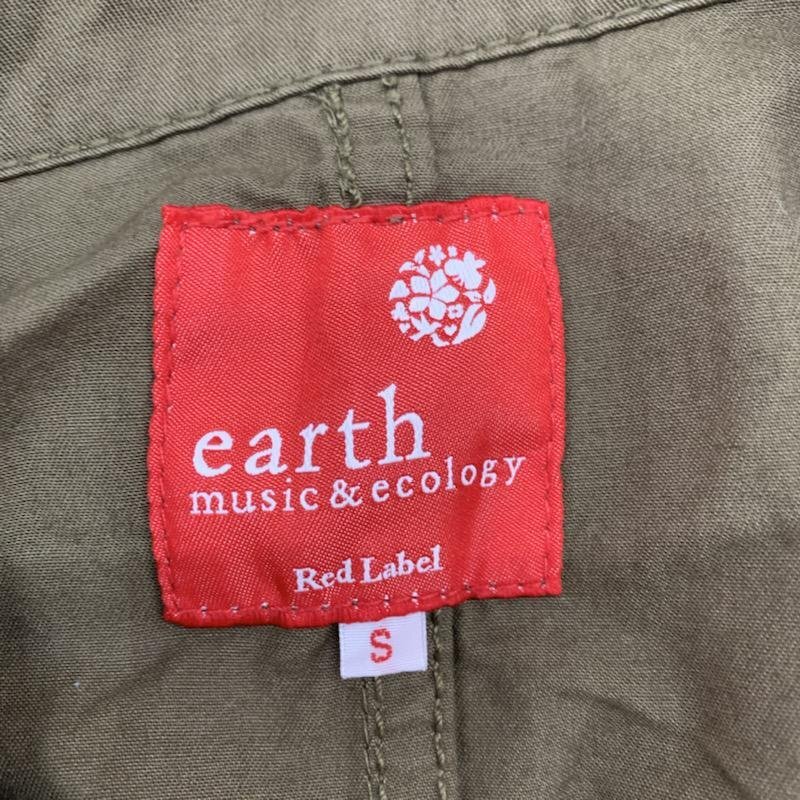 earth
music & ecology
Red Label
S